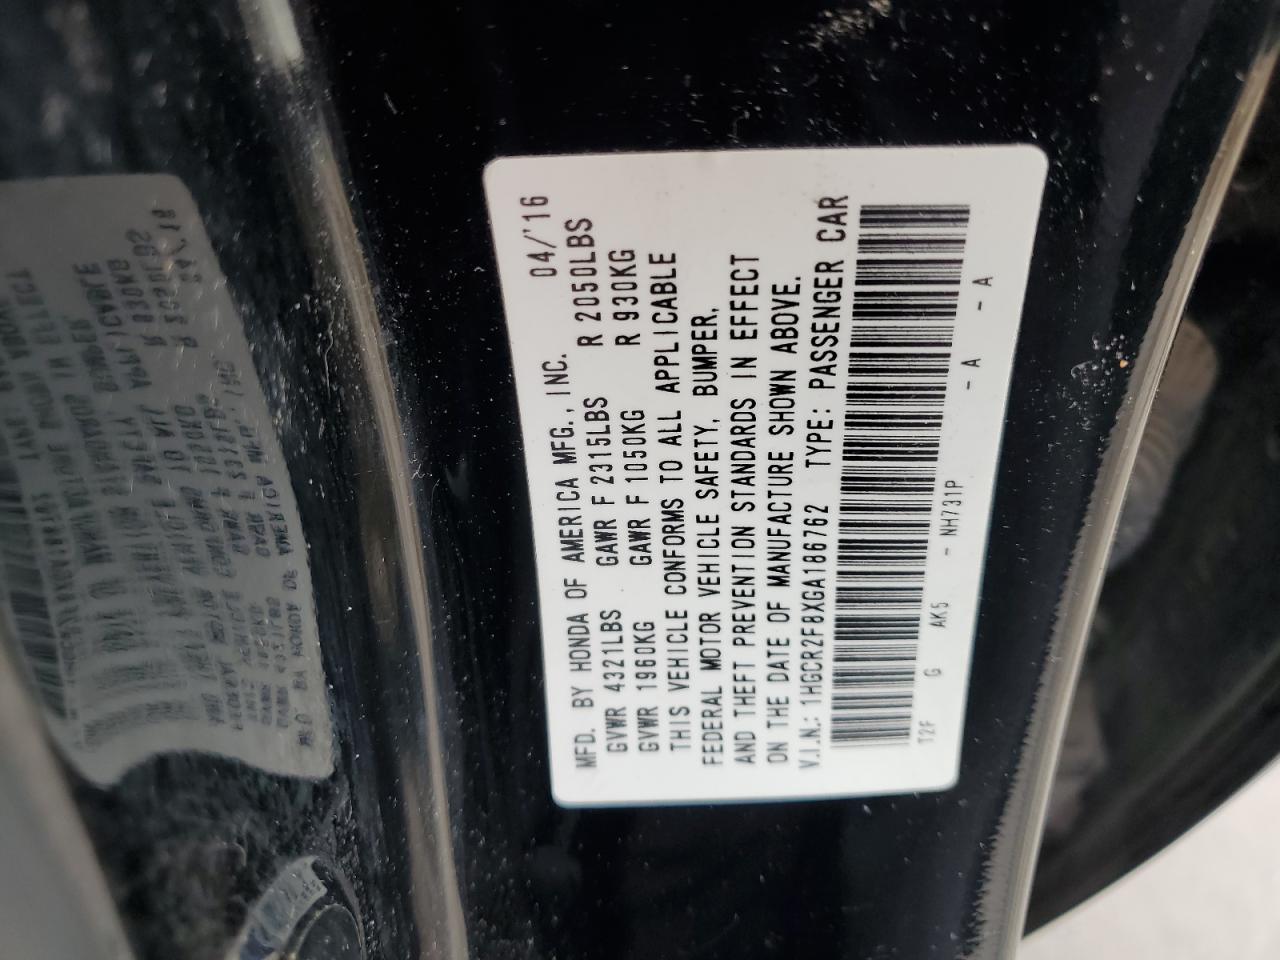 MFD. BY HONDA OF AMERICA MFG., INC. 04/'16
GVWR 4321LBS GAWR F 2315LBS R 2050LBS
GVWR 1960KG GAWR F 1050KG R 930KG
THIS VEHICLE CONFORMS TO ALL APPLICABLE
FEDERAL MOTOR VEHICLE SAFETY, BUMPER,
AND THEFT PREVENTION STANDARDS IN EFFECT
ON THE DATE OF MANUFACTURE SHOWN ABOVE.
V.I.N.: 1HGCR2F8XGA186762 TYPE: PASSENGER CAR
T2F G AK5 - NH731P - A - A